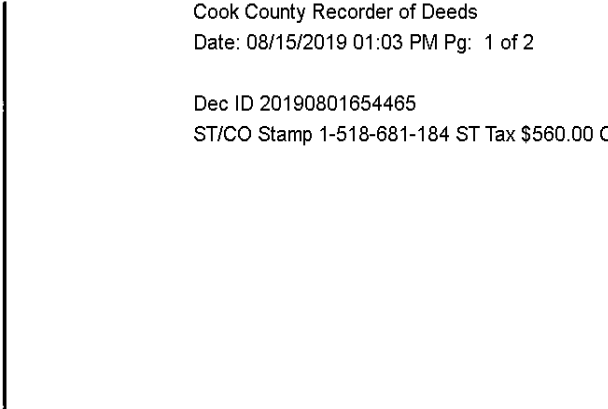 Cook County Recorder of Deeds
Date: 08/15/2019 01:03 PM Pg: 1 of 2
Dec ID 20190801654465
ST/CO Stamp 1-518-681-184 ST Tax $560.00